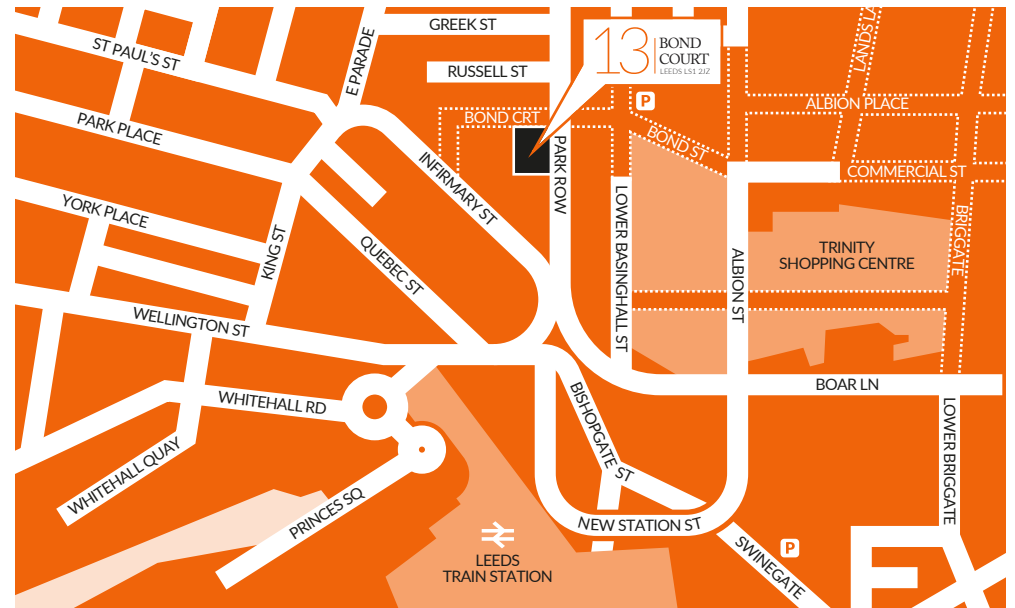 GREEK ST
13 BOND
COURT
LEEDS LS1 2JZ
ST PAUL'S ST
E PARADE
RUSSELL ST
LANDS LA
P
ALBION PLACE
BOND CRT
PARK PLACE
BOND ST
PARK ROW
INFIRMARY ST
COMMERCIAL ST
YORK PLACE
LOWER BASINGHALL ST
BRIGGATE
KING ST
QUEBEC ST
ALBION ST
TRINITY
SHOPPING CENTRE
WELLINGTON ST
BOAR LN
WHITEHALL RD
BISHOPGATE ST
LOWER BRIGGATE
WHITEHALL QUAY
PRINCES SQ
NEW STATION ST
SWINEGATE
P
LEEDS
TRAIN STATION